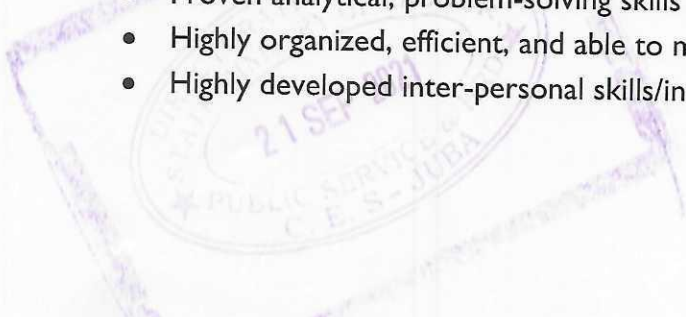 Proven analytical, problem-solving skills
• Highly organized, efficient, and able to m
• Highly developed inter-personal skills/in
21 SEP 2021
★ PUBLIC SERVICE &
C. E. S - JUBA